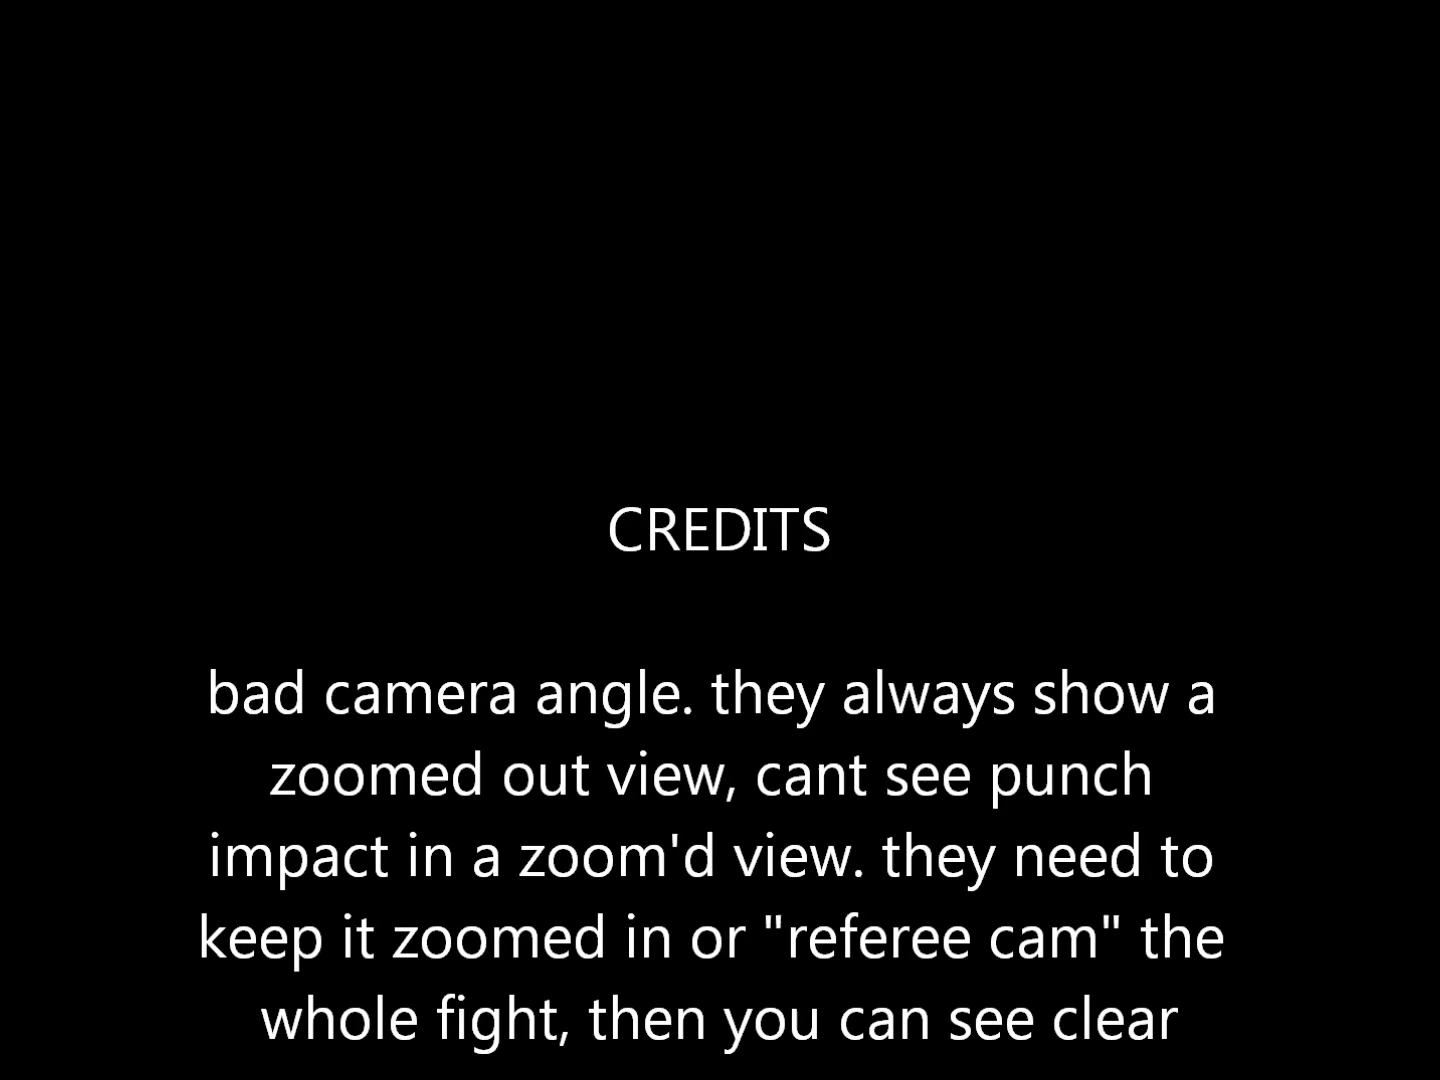 CREDITS
bad camera angle. they always show a
zoomed out view, cant see punch
impact in a zoom'd view. they need to
keep it zoomed in or "referee cam" the
whole fight, then you can see clear